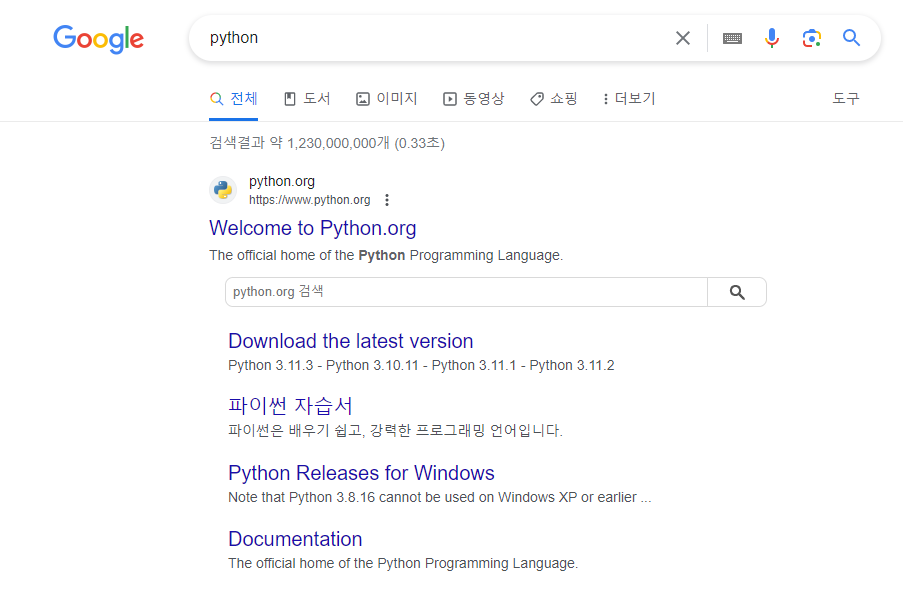 Google
python
전체 도서 이미지 동영상 쇼핑 더보기 도구
검색결과 약 1,230,000,000개 (0.33초)
python.org
https://www.python.org
Welcome to Python.org
The official home of the Python Programming Language.
python.org 검색
Download the latest version
Python 3.11.3 - Python 3.10.11 - Python 3.11.1 - Python 3.11.2
파이썬 자습서
파이썬은 배우기 쉽고, 강력한 프로그래밍 언어입니다.
Python Releases for Windows
Note that Python 3.8.16 cannot be used on Windows XP or earlier ...
Documentation
The official home of the Python Programming Language.